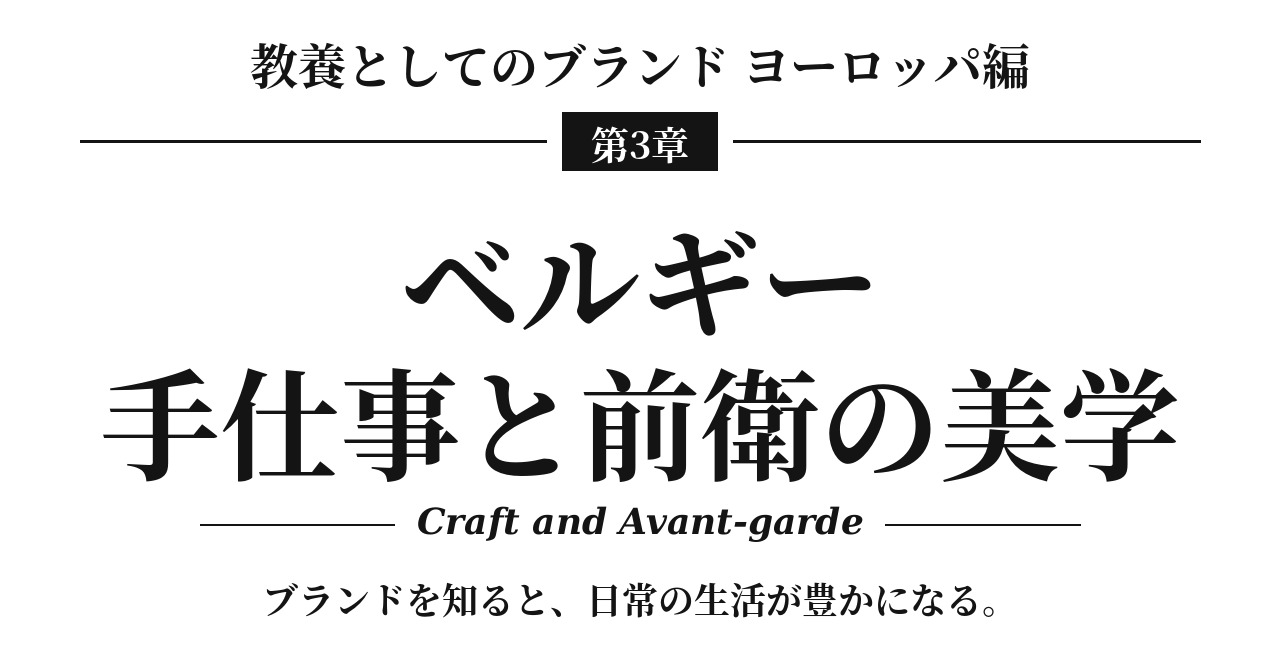 教養としてのブランド ヨーロッパ編
第3章
ベルギー
手仕事と前衛の美学
Craft and Avant-garde
ブランドを知ると、日常の生活が豊かになる。